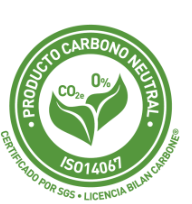 • PRODUCTO CARBONO NEUTRAL •
CO2e 0%
ISO14067
CERTIFICADO POR SGS • LICENCIA BILAN CARBONE®